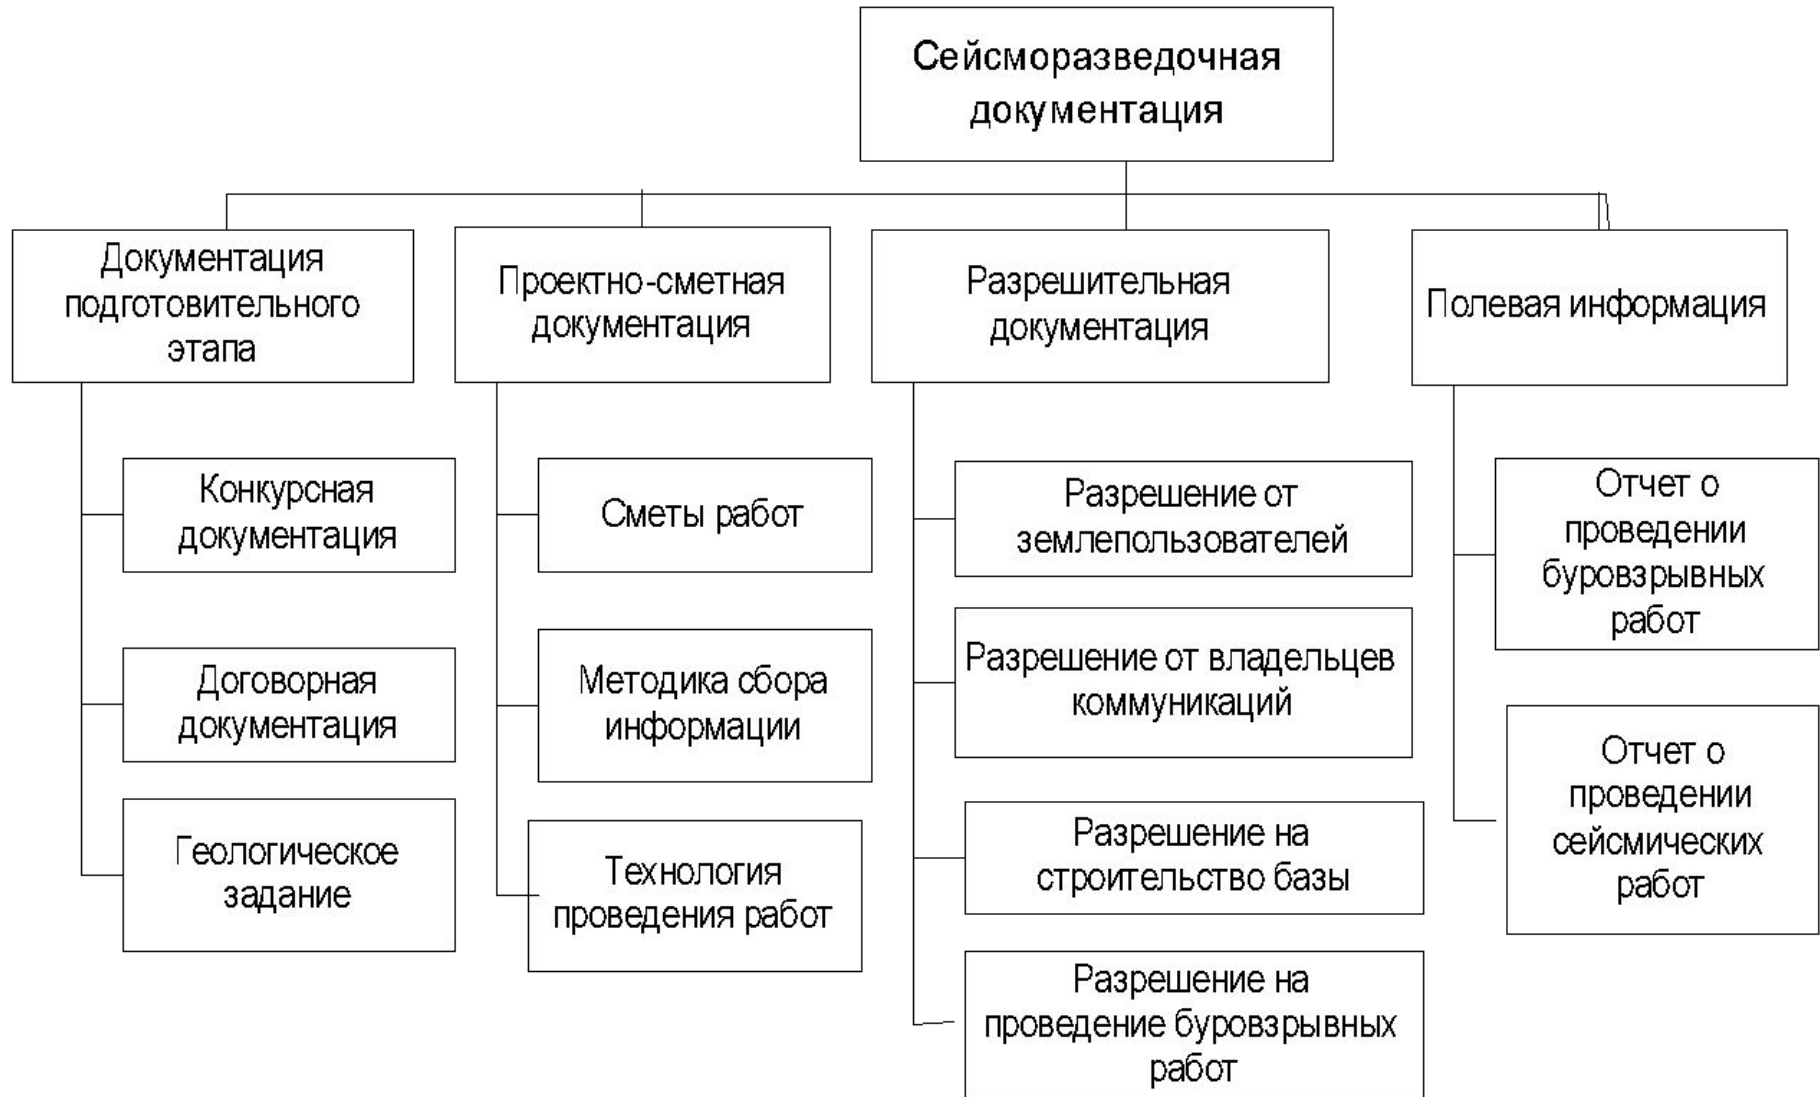 Сейсморазведочная
документация
Документация
подготовительного
этапа
Проектно-сметная
документация
Разрешительная
документация
Полевая информация
Конкурсная
документация
Договорная
документация
Геологическое
задание
Сметы работ
Методика сбора
информации
Технология
проведения работ
Разрешение от
землепользователей
Разрешение от владельцев
коммуникаций
Разрешение на
строительство базы
Разрешение на
проведение буровзрывных
работ
Отчет о
проведении
буровзрывных
работ
Отчет о
проведении
сейсмических
работ